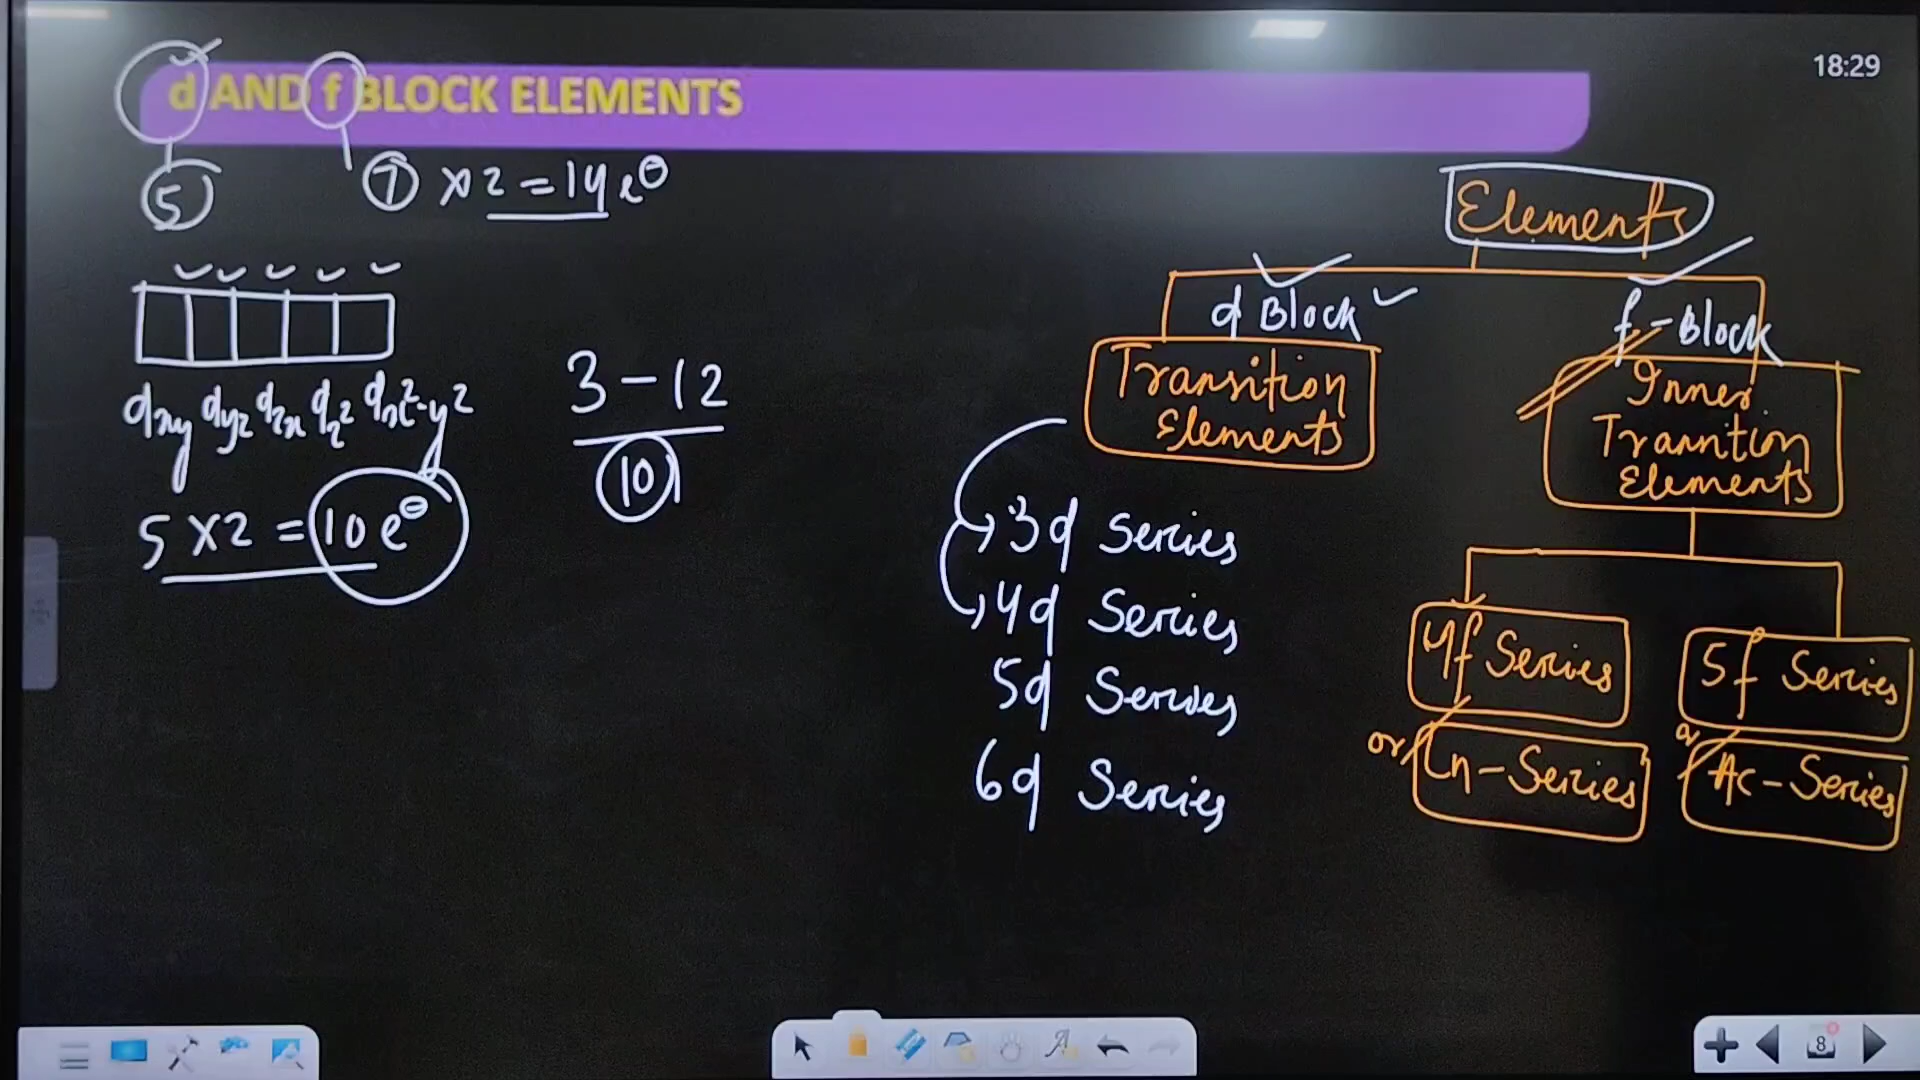 18:29
d AND f BLOCK ELEMENTS
5
7 x2 = 14 e⊖
dxy dyz dzx dz² dx²-y²
5 x2 = 10 e⊖
3 - 12
10
Elements
d Block
Transition
Elements
3d Series
4d Series
5d Series
6d Series
f - Block
Inner
Tranition
Elements
4f Series
or Ln - Series
5f Series
Ac - Series
8